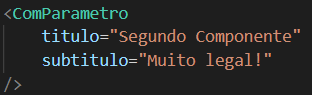 <ComParametro
titulo="Segundo Componente"
subtitulo="Muito legal!"
/>